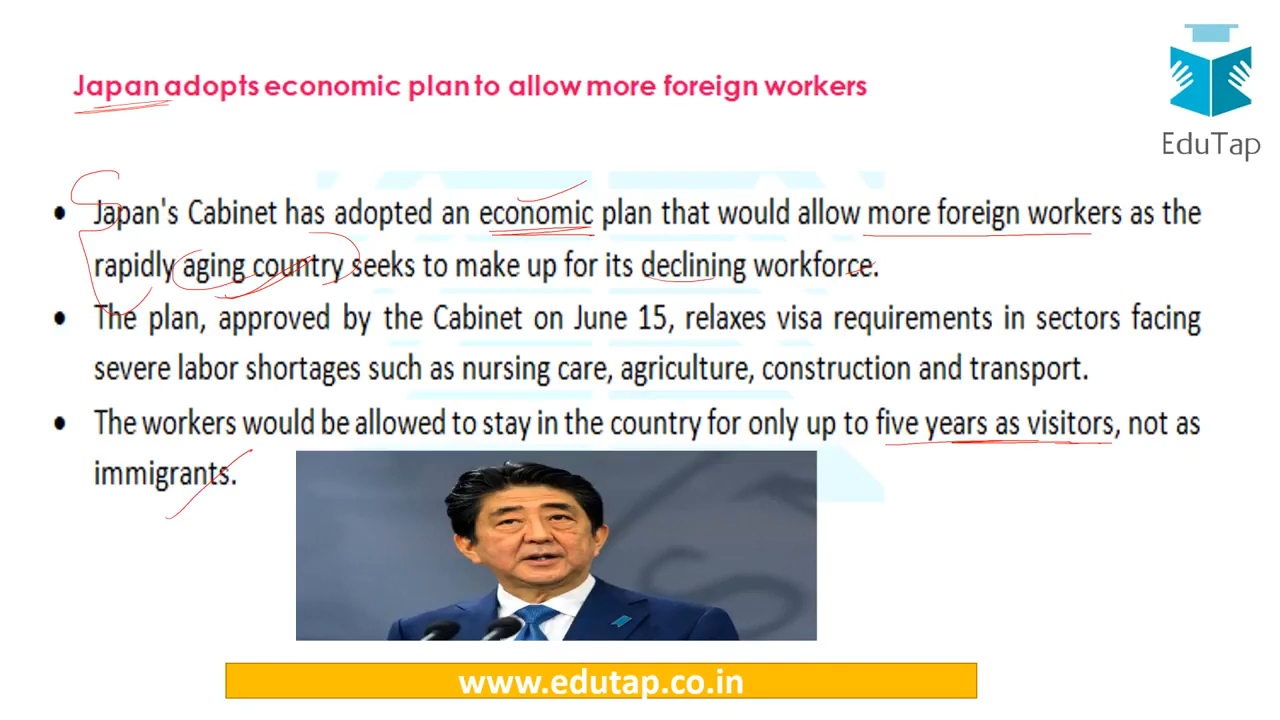 Japan adopts economic plan to allow more foreign workers
EduTap
• Japan's Cabinet has adopted an economic plan that would allow more foreign workers as the
rapidly aging country seeks to make up for its declining workforce.
• The plan, approved by the Cabinet on June 15, relaxes visa requirements in sectors facing
severe labor shortages such as nursing care, agriculture, construction and transport.
• The workers would be allowed to stay in the country for only up to five years as visitors, not as
immigrants.
www.edutap.co.in